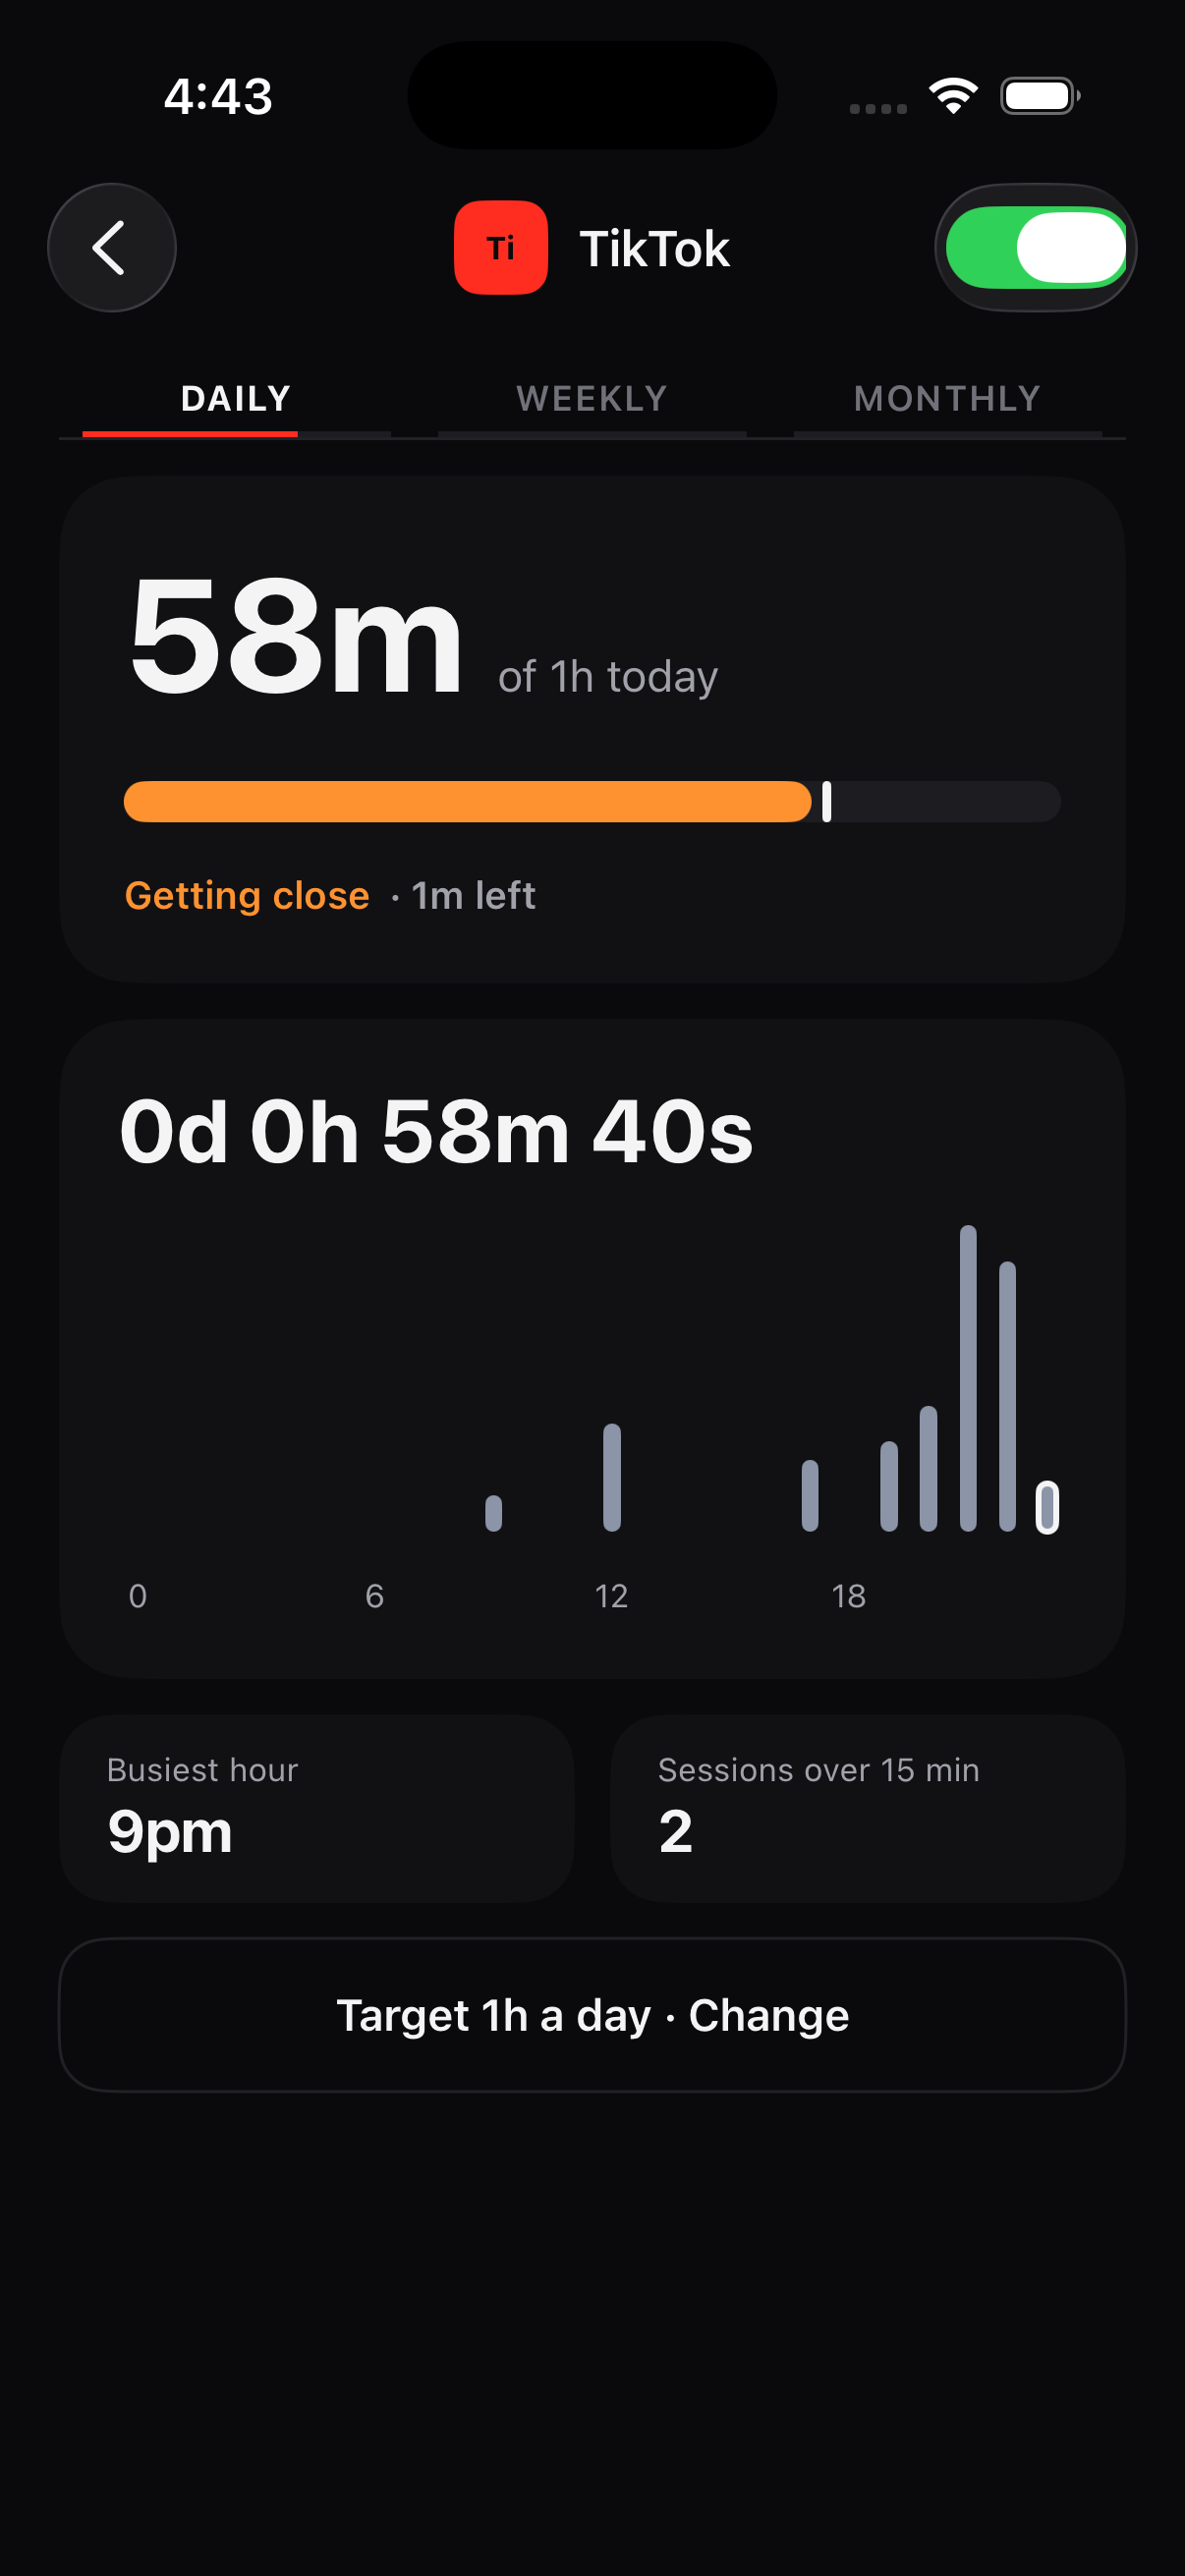 4:43
Ti TikTok
DAILY WEEKLY MONTHLY
58m of 1h today
Getting close · 1m left
0d 0h 58m 40s
0 6 12 18
Busiest hour
9pm
Sessions over 15 min
2
Target 1h a day · Change